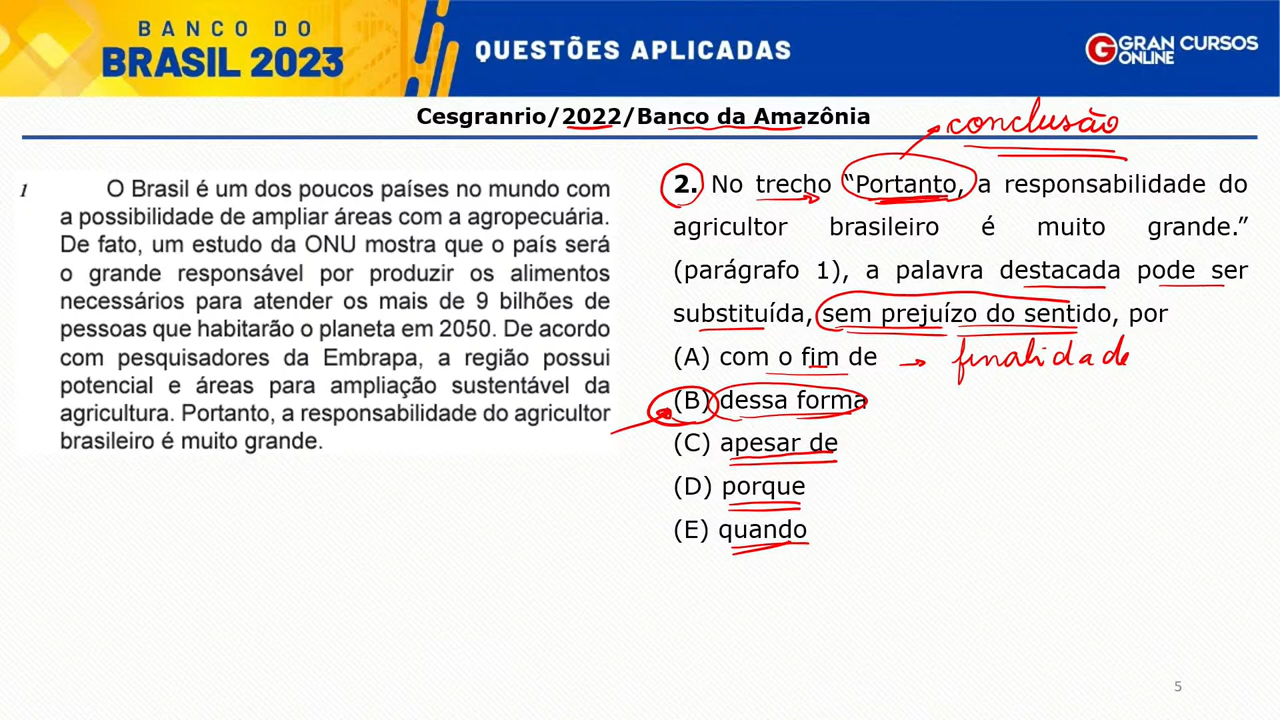 BANCO DO
BRASIL 2023
QUESTÕES APLICADAS
GRAN CURSOS
ONLINE
Cesgranrio/2022/Banco da Amazônia
conclusão
1
O Brasil é um dos poucos países no mundo com
a possibilidade de ampliar áreas com a agropecuária.
De fato, um estudo da ONU mostra que o país será
o grande responsável por produzir os alimentos
necessários para atender os mais de 9 bilhões de
pessoas que habitarão o planeta em 2050. De acordo
com pesquisadores da Embrapa, a região possui
potencial e áreas para ampliação sustentável da
agricultura. Portanto, a responsabilidade do agricultor
brasileiro é muito grande.
2. No trecho “Portanto, a responsabilidade do
agricultor brasileiro é muito grande.”
(parágrafo 1), a palavra destacada pode ser
substituída, sem prejuízo do sentido, por
(A) com o fim de
finalidade
(B) dessa forma
(C) apesar de
(D) porque
(E) quando
5